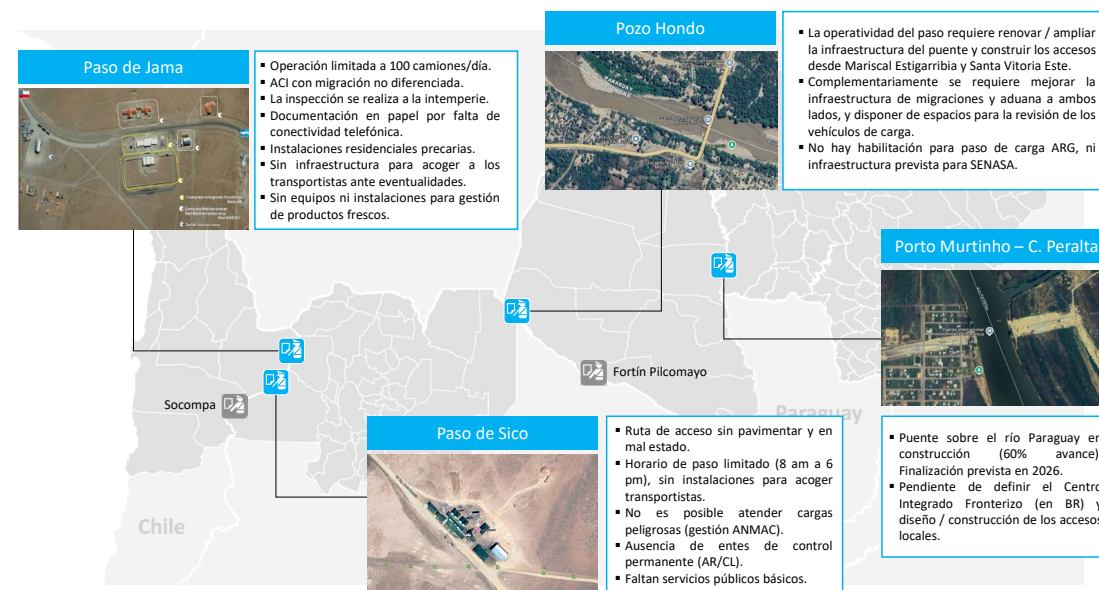 Pozo Hondo
▪ La operatividad del paso requiere renovar / ampliar
la infraestructura del puente y construir los accesos
desde Mariscal Estigarribia y Santa Vitoria Este.
▪ Complementariamente se requiere mejorar la
infraestructura de migraciones y aduana a ambos
lados, y disponer de espacios para la revisión de los
vehículos de carga.
▪ No hay habilitación para paso de carga ARG, ni
infraestructura prevista para SENASA.
Paso de Jama
▪ Operación limitada a 100 camiones/día.
▪ ACI con migración no diferenciada.
▪ La inspección se realiza a la intemperie.
▪ Documentación en papel por falta de
conectividad telefónica.
▪ Instalaciones residenciales precarias.
▪ Sin infraestructura para acoger a los
transportistas ante eventualidades.
▪ Sin equipos ni instalaciones para gestión
de productos frescos.
PARAGUAY
Porto Murtinho – C. Peralta
Fortín Pilcomayo
Socompa
Paraguay
Chile
Paso de Sico
▪ Ruta de acceso sin pavimentar y en
mal estado.
▪ Horario de paso limitado (8 am a 6
pm), sin instalaciones para acoger
transportistas.
▪ No es posible atender cargas
peligrosas (gestión ANMAC).
▪ Ausencia de entes de control
permanente (AR/CL).
▪ Faltan servicios públicos básicos.
▪ Puente sobre el río Paraguay en
construcción (60% avance)
Finalización prevista en 2026.
▪ Pendiente de definir el Centro
Integrado Fronterizo (en BR) y
diseño / construcción de los accesos
locales.